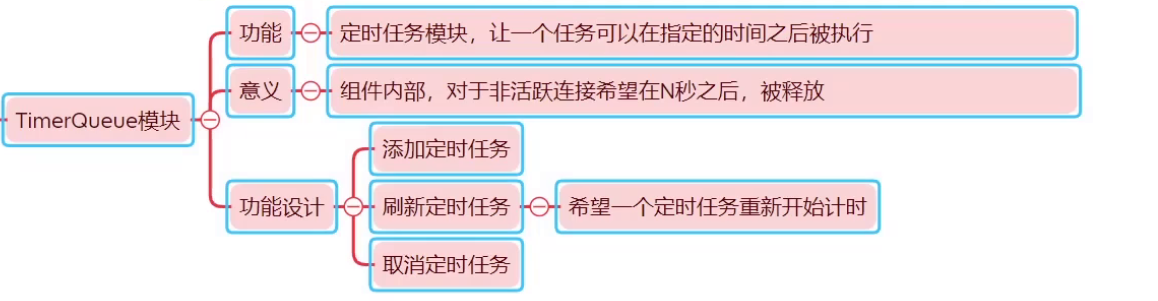 TimerQueue模块
功能
定时任务模块，让一个任务可以在指定的时间之后被执行
意义
组件内部，对于非活跃连接希望在N秒之后，被释放
功能设计
添加定时任务
刷新定时任务
希望一个定时任务重新开始计时
取消定时任务